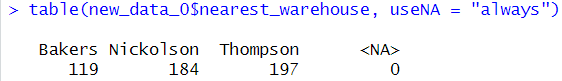 > table(new_data_0$nearest_warehouse, useNA = "always")
Bakers Nickolson Thompson <NA>
119 184 197 0